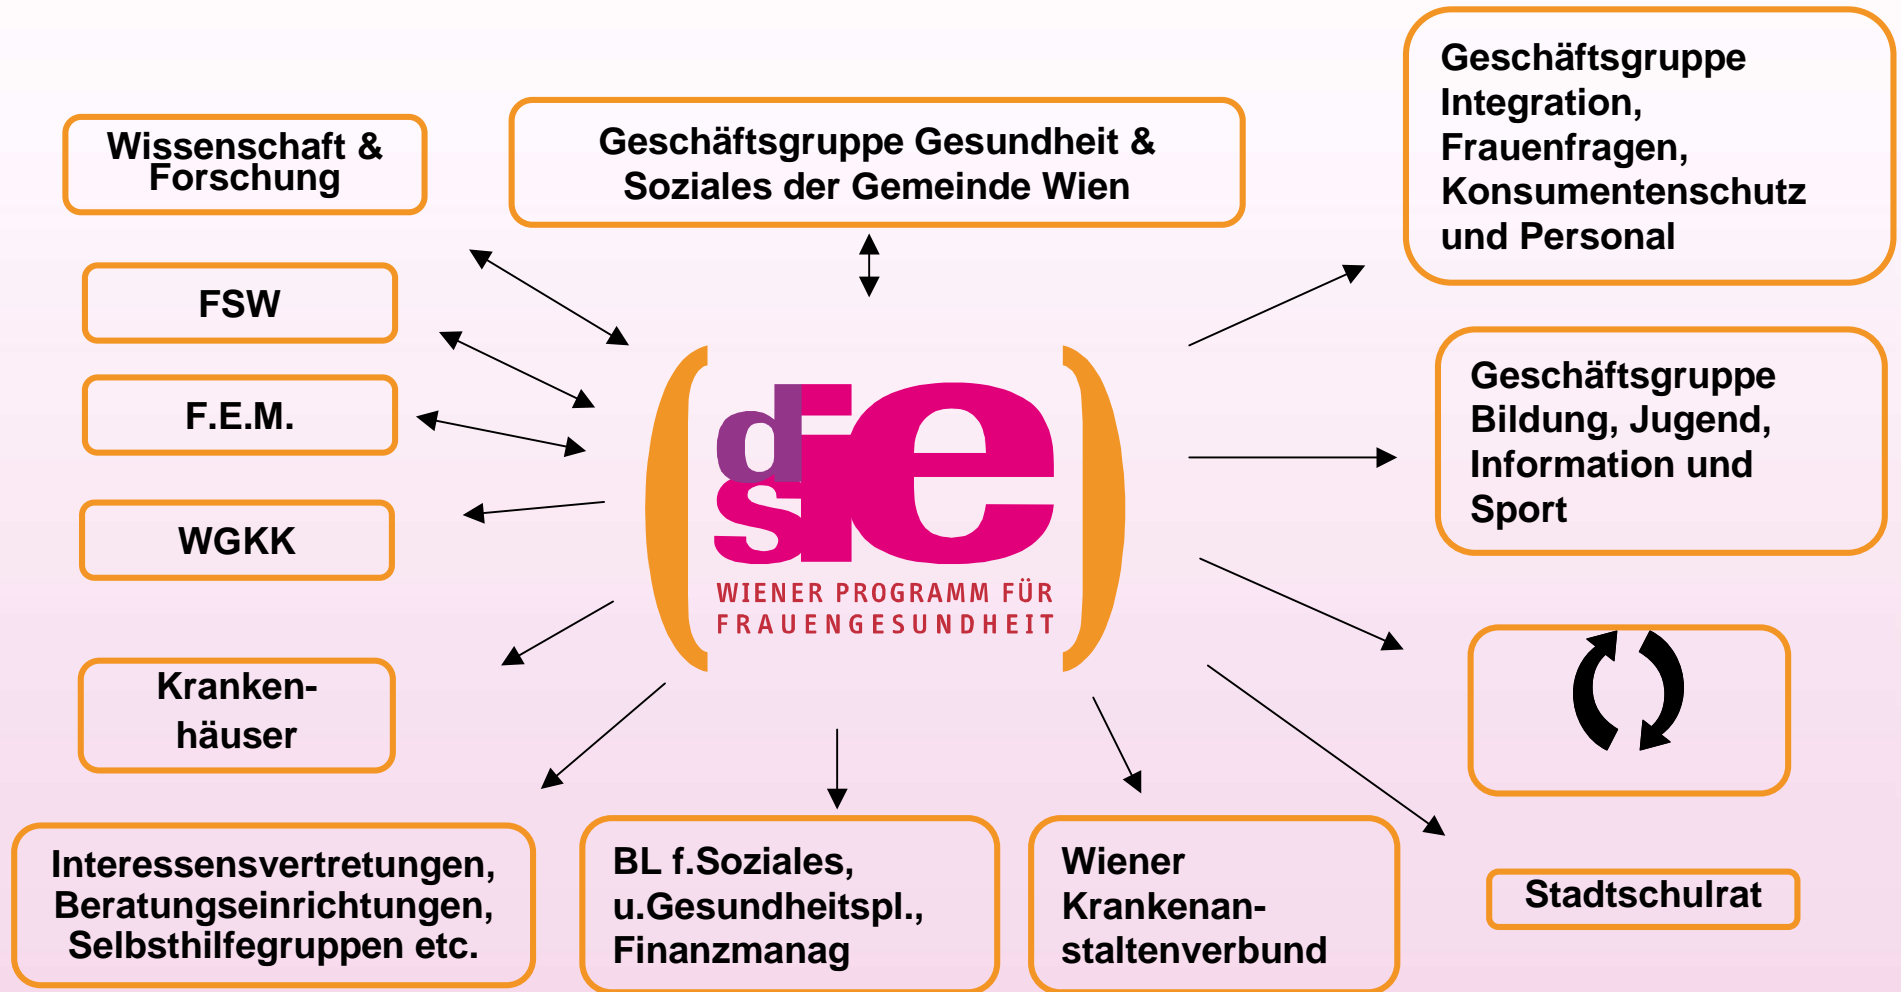 Wissenschaft &
Forschung
Geschäftsgruppe Gesundheit &
Soziales der Gemeinde Wien
Geschäftsgruppe
Integration,
Frauenfragen,
Konsumentenschutz
und Personal
FSW
F.E.M.
WGKK
Kranken-
häuser
die
sie
WIENER PROGRAMM FÜR
FRAUENGESUNDHEIT
Geschäftsgruppe
Bildung, Jugend,
Information und
Sport
Interessensvertretungen,
Beratungseinrichtungen,
Selbsthilfegruppen etc.
BL f.Soziales,
u.Gesundheitspl.,
Finanzmanag
Wiener
Krankenan-
staltenverbund
Stadtschulrat